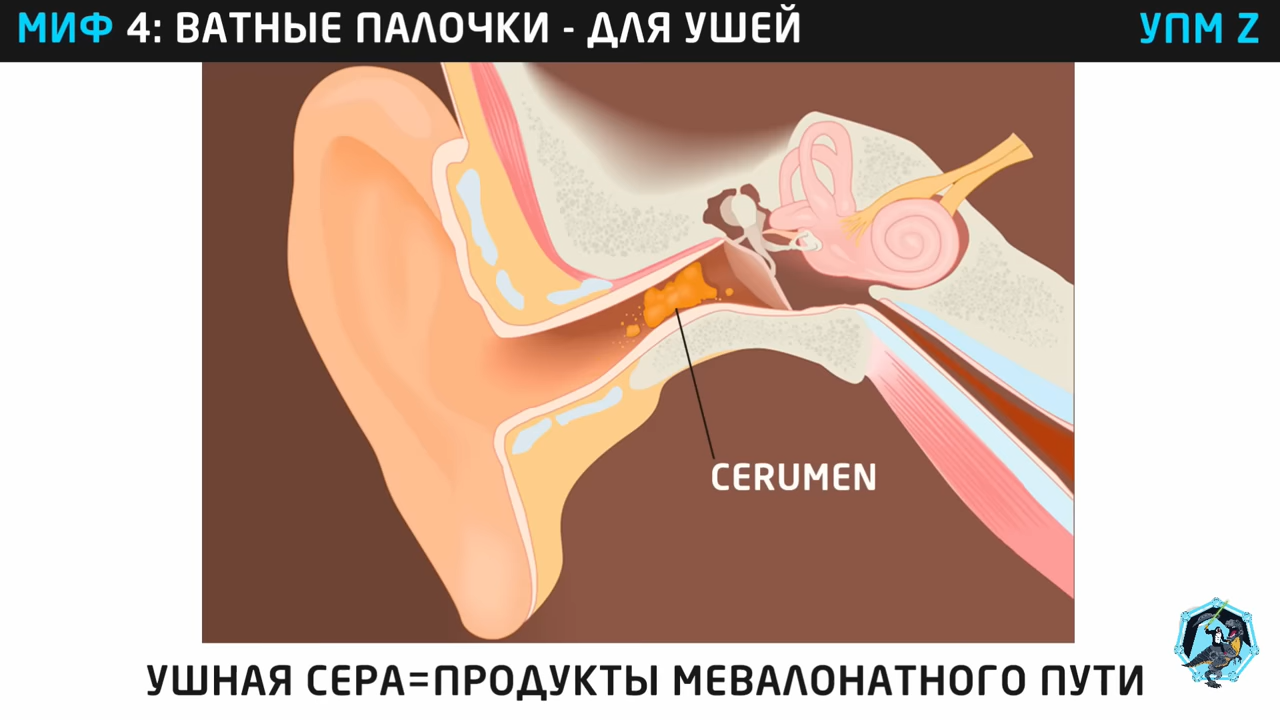 МИФ 4: ВАТНЫЕ ПАЛОЧКИ - ДЛЯ УШЕЙ
УПМ Z
CERUMEN
УШНАЯ СЕРА=ПРОДУКТЫ МЕВАЛОНАТНОГО ПУТИ